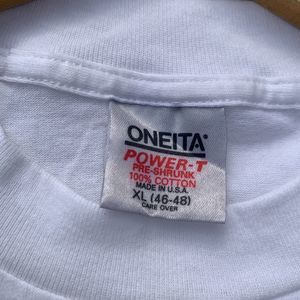 ONEITA®
POWER-T
PRE-SHRUNK
100% COTTON
MADE IN U.S.A.
XL (46-48)
CARE OVER